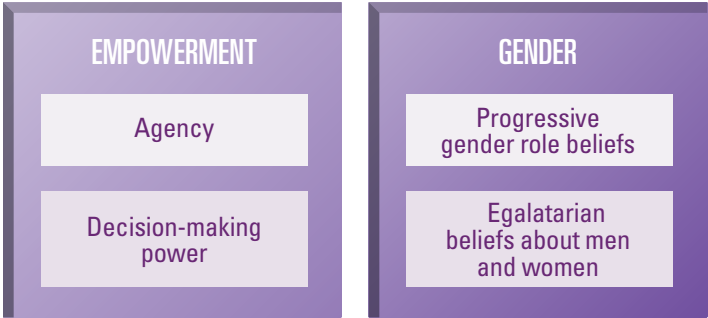 EMPOWERMENT
Agency
Decision-making
power
GENDER
Progressive
gender role beliefs
Egalatarian
beliefs about men
and women